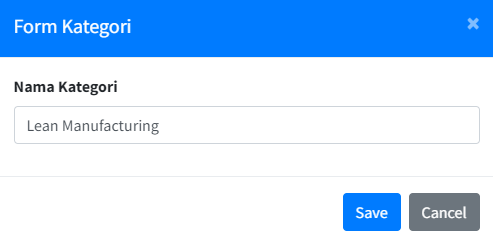 Form Kategori ×
Nama Kategori
Lean Manufacturing
Save Cancel